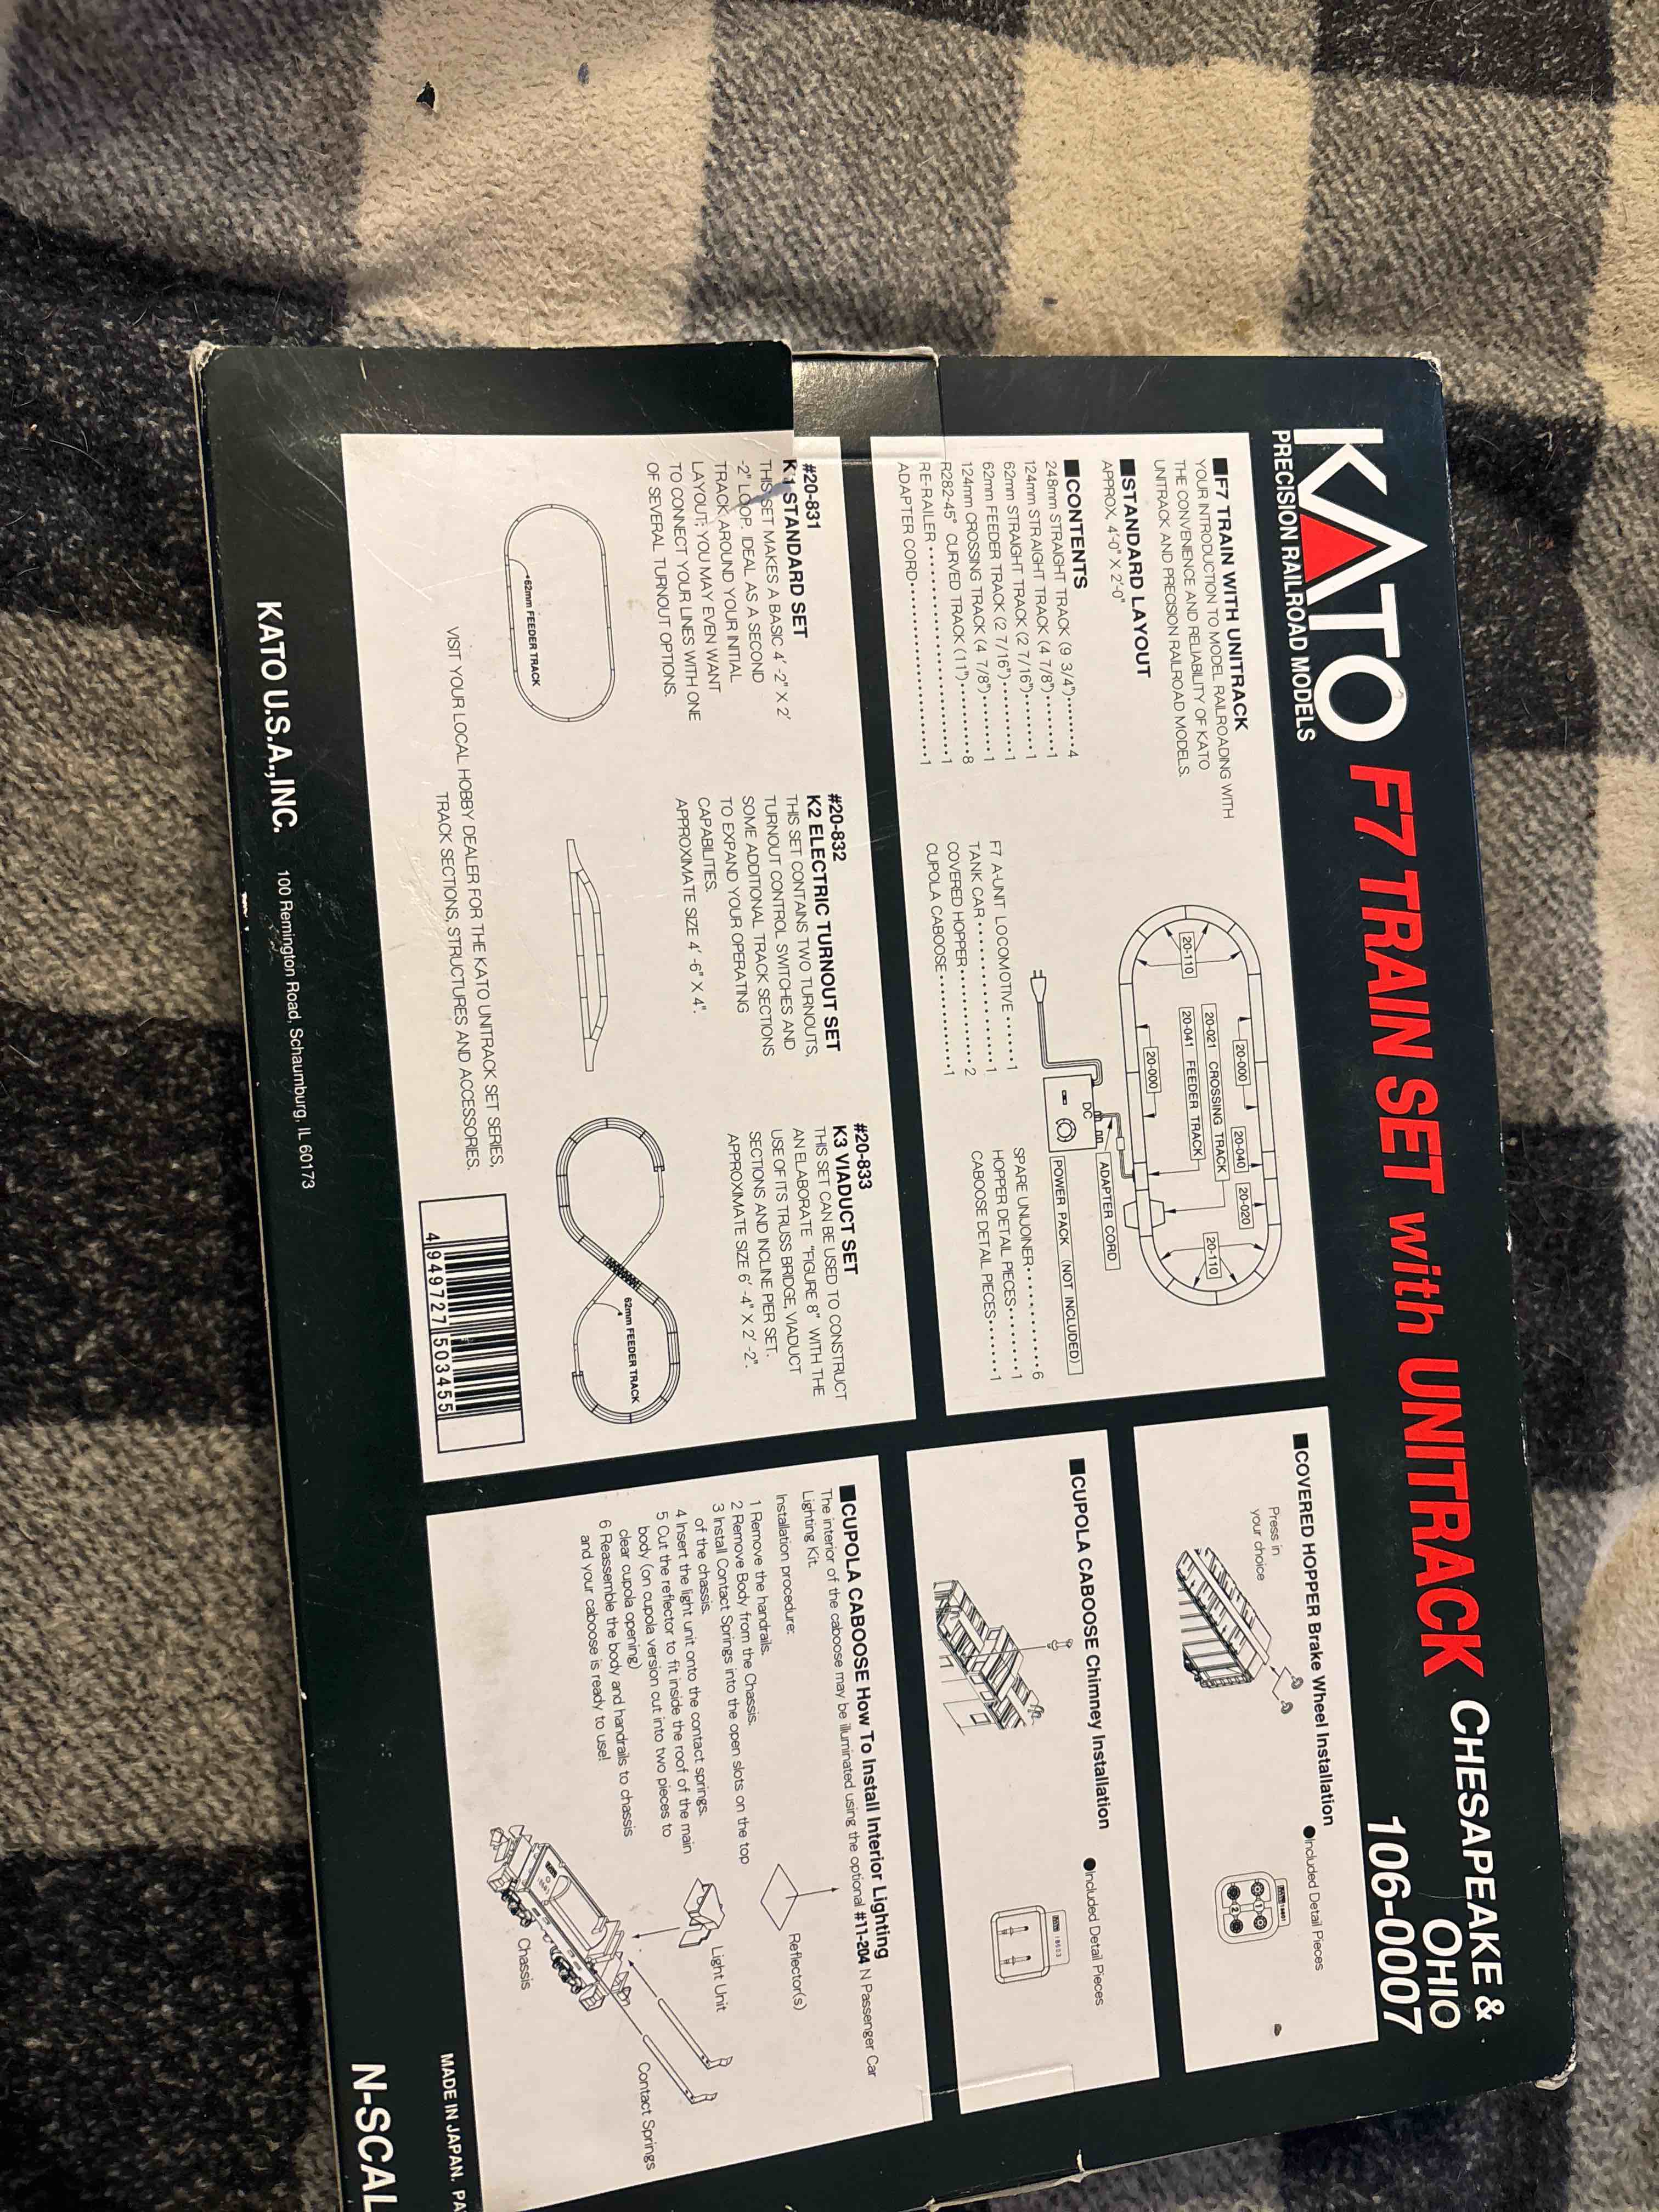 KATO
PRECISION RAILROAD MODELS
F7 TRAIN SET with UNITRACK
CHESAPEAKE &
OHIO
106-0007
■F7 TRAIN WITH UNITRACK
YOUR INTRODUCTION TO MODEL RAILROADING WITH
THE CONVENIENCE AND RELIABILITY OF KATO
UNITRACK AND PRECISION RAILROAD MODELS.
■STANDARD LAYOUT
APPROX, 4'-0" X 2'-0"
■CONTENTS
248mm STRAIGHT TRACK (9 3/4")······4
124mm STRAIGHT TRACK (4 7/8")······1
62mm STRAIGHT TRACK (2 7/16")······1
62mm FEEDER TRACK (2 7/16")······1
124mm CROSSING TRACK (4 7/8")······1
R282-45° CURVED TRACK (11")······8
RE-RAILER······1
ADAPTER CORD······1
F7 A-UNIT LOCOMOTIVE······1
TANK CAR······1
COVERED HOPPER······2
CUPOLA CABOOSE······1
SPARE UNIJOINER······6
HOPPER DETAIL PIECES······1
CABOOSE DETAIL PIECES······1
20-110
20-000
20-040
20-020
20-110
20-021 CROSSING TRACK
20-041 FEEDER TRACK
20-000
DC
ADAPTER CORD
POWER PACK (NOT INCLUDED)
■COVERED HOPPER Brake Wheel Installation
Press in
your choice
●Included Detail Pieces
1
2
■CUPOLA CABOOSE Chimney Installation
●Included Detail Pieces
#20-831
K1 STANDARD SET
THIS SET MAKES A BASIC 4'-2" X 2'
-2" LOOP. IDEAL AS A SECOND
TRACK AROUND YOUR INITIAL
LAYOUT; YOU MAY EVEN WANT
TO CONNECT YOUR LINES WITH ONE
OF SEVERAL TURNOUT OPTIONS.
62mm FEEDER TRACK
#20-832
K2 ELECTRIC TURNOUT SET
THIS SET CONTAINS TWO TURNOUTS,
TURNOUT CONTROL SWITCHES AND
SOME ADDITIONAL TRACK SECTIONS
TO EXPAND YOUR OPERATING
CAPABILITIES.
APPROXIMATE SIZE 4'-6" X 4".
#20-833
K3 VIADUCT SET
THIS SET CAN BE USED TO CONSTRUCT
AN ELABORATE "FIGURE 8" WITH THE
USE OF ITS TRUSS BRIDGE, VIADUCT
SECTIONS AND INCLINE PIER SET.
APPROXIMATE SIZE 6'-4" X 2'-2".
62mm FEEDER TRACK
VISIT YOUR LOCAL HOBBY DEALER FOR THE KATO UNITRACK SET SERIES,
TRACK SECTIONS, STRUCTURES AND ACCESSORIES.
4 949727 503455
■CUPOLA CABOOSE How To Install Interior Lighting
The interior of the caboose may be illuminated using the optional #11-204 N Passenger Car
Lighting Kit.
Installation procedure:
1 Remove the handrails.
2 Remove Body from the Chassis.
3 Install Contact Springs into the open slots on the top
of the chassis.
4 Insert the light unit onto the contact springs.
5 Cut the reflector to fit inside the roof of the main
body (on cupola version cut into two pieces to
clear cupola opening)
6 Reassemble the body and handrails to chassis
and your caboose is ready to use!
Reflector(s)
Light Unit
Contact Springs
Chassis
KATO U.S.A.,INC.
100 Remington Road, Schaumburg, IL 60173
MADE IN JAPAN. PA
N-SCAL